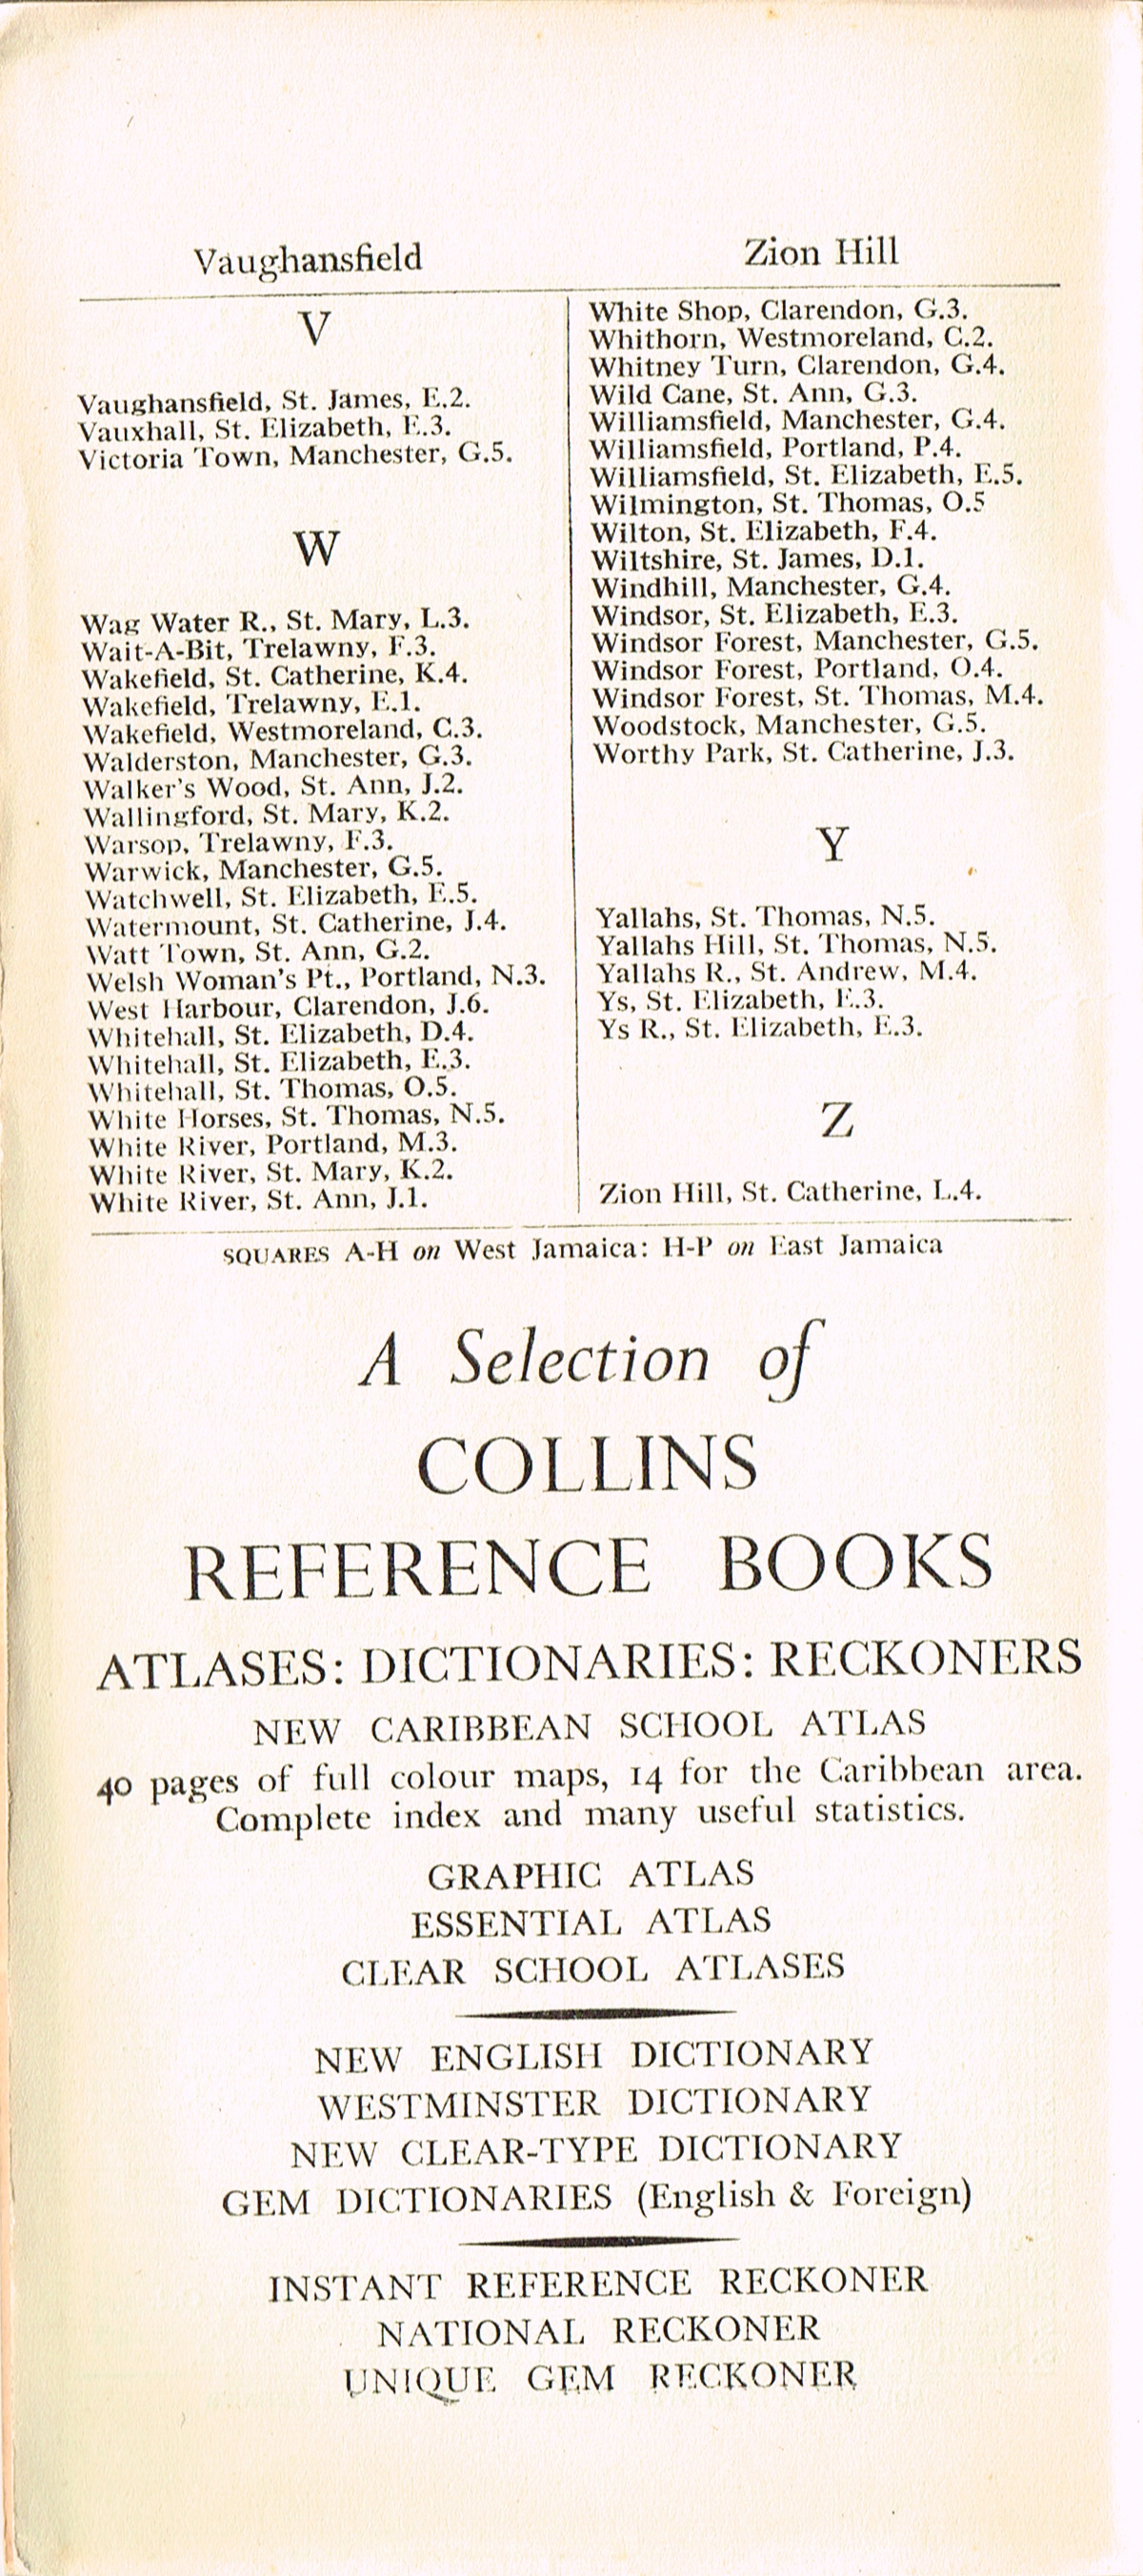 Vaughansfield
Zion Hill
V
Vaughansfield, St. James, E.2.
Vauxhall, St. Elizabeth, E.3.
Victoria Town, Manchester, G.5.
W
Wag Water R., St. Mary, L.3.
Wait-A-Bit, Trelawny, F.3.
Wakefield, St. Catherine, K.4.
Wakefield, Trelawny, E.1.
Wakefield, Westmoreland, C.3.
Walderston, Manchester, G.3.
Walker's Wood, St. Ann, J.2.
Wallingford, St. Mary, K.2.
Warsop, Trelawny, F.3.
Warwick, Manchester, G.5.
Watchwell, St. Elizabeth, E.5.
Watermount, St. Catherine, J.4.
Watt Town, St. Ann, G.2.
Welsh Woman's Pt., Portland, N.3.
West Harbour, Clarendon, J.6.
Whitehall, St. Elizabeth, D.4.
Whitehall, St. Elizabeth, E.3.
Whitehall, St. Thomas, O.5.
White Horses, St. Thomas, N.5.
White River, Portland, M.3.
White River, St. Mary, K.2.
White River, St. Ann, J.1.
White Shop, Clarendon, G.3.
Whithorn, Westmoreland, C.2.
Whitney Turn, Clarendon, G.4.
Wild Cane, St. Ann, G.3.
Williamsfield, Manchester, G.4.
Williamsfield, Portland, P.4.
Williamsfield, St. Elizabeth, E.5.
Wilmington, St. Thomas, O.5
Wilton, St. Elizabeth, F.4.
Wiltshire, St. James, D.1.
Windhill, Manchester, G.4.
Windsor, St. Elizabeth, E.3.
Windsor Forest, Manchester, G.5.
Windsor Forest, Portland, O.4.
Windsor Forest, St. Thomas, M.4.
Woodstock, Manchester, G.5.
Worthy Park, St. Catherine, J.3.
Y
Yallahs, St. Thomas, N.5.
Yallahs Hill, St. Thomas, N.5.
Yallahs R., St. Andrew, M.4.
Ys, St. Elizabeth, E.3.
Ys R., St. Elizabeth, E.3.
Z
Zion Hill, St. Catherine, L.4.
SQUARES A-H on West Jamaica: H-P on East Jamaica
A Selection of
COLLINS
REFERENCE BOOKS
ATLASES: DICTIONARIES: RECKONERS
NEW CARIBBEAN SCHOOL ATLAS
40 pages of full colour maps, 14 for the Caribbean area.
Complete index and many useful statistics.
GRAPHIC ATLAS
ESSENTIAL ATLAS
CLEAR SCHOOL ATLASES
NEW ENGLISH DICTIONARY
WESTMINSTER DICTIONARY
NEW CLEAR-TYPE DICTIONARY
GEM DICTIONARIES (English & Foreign)
INSTANT REFERENCE RECKONER
NATIONAL RECKONER
UNIQUE GEM RECKONER